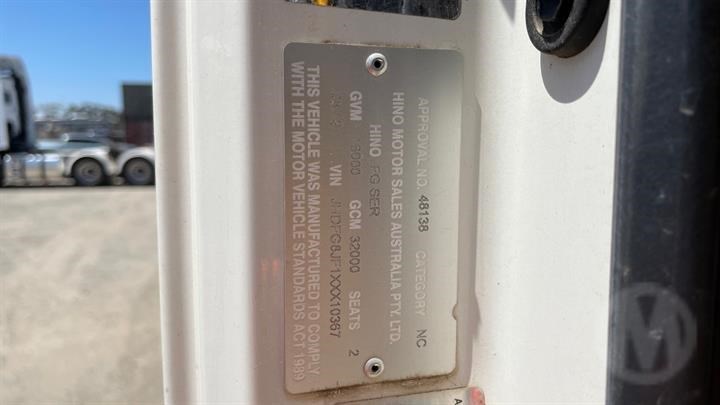 APPROVAL NO. 48138 CATEGORY NC
HINO MOTOR SALES AUSTRALIA PTY. LTD.
HINO FG SER
GVM GCM 32000 SEATS 2
VIN JHDFG8JF1XXX10367
THIS VEHICLE WAS MANUFACTURED TO COMPLY
WITH THE MOTOR VEHICLE STANDARDS ACT 1989